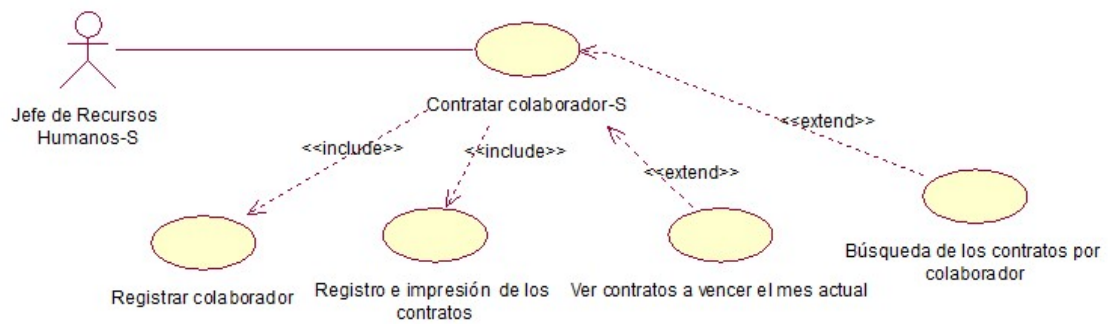 Jefe de Recursos
Humanos-S
Contratar colaborador-S
<<extend>>
<<include>>
<<include>>
<<extend>>
Registrar colaborador
Registro e impresión de los
contratos
Ver contratos a vencer el mes actual
Búsqueda de los contratos por
colaborador